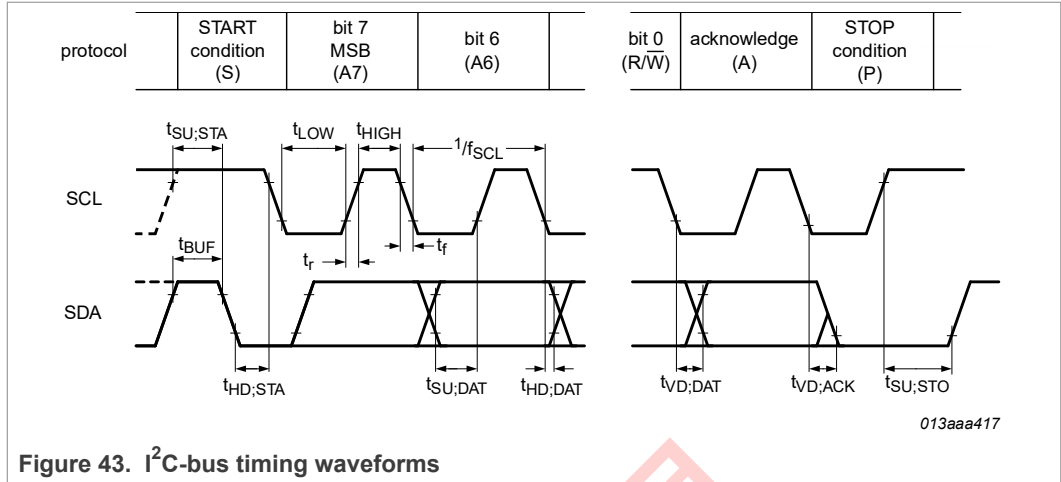 protocol
START
condition
(S)
bit 7
MSB
(A7)
bit 6
(A6)
bit 0
(R/W̅)
acknowledge
(A)
STOP
condition
(P)
tSU;STA
tLOW
tHIGH
1/fSCL
SCL
tBUF
tr
tf
SDA
tHD;STA
tSU;DAT
tHD;DAT
tVD;DAT
tVD;ACK
tSU;STO
013aaa417
Figure 43. I²C-bus timing waveforms